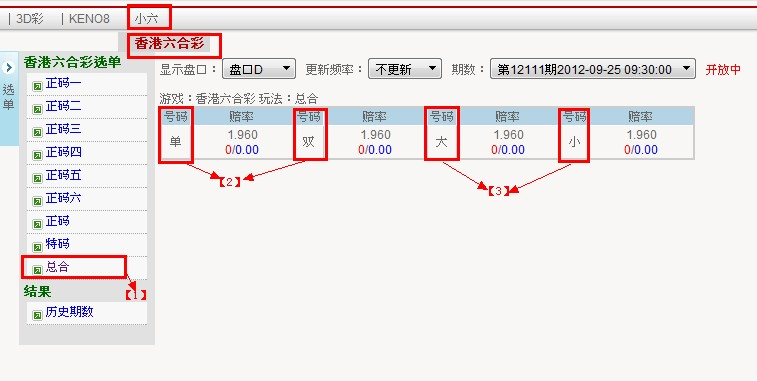 | 3D彩 | KENO8 小六
香港六合彩
选单
香港六合彩选单
正码一
正码二
正码三
正码四
正码五
正码六
正码
特码
总合
【1】
结果
历史期数
显示盘口： 盘口D 更新频率： 不更新 期数： 第12111期2012-09-25 09:30:00 开放中
游戏：香港六合彩 玩法：总合
号码 赔率 号码 赔率 号码 赔率 号码 赔率
单 1.960 0/0.00 双 1.960 0/0.00 大 1.960 0/0.00 小 1.960 0/0.00
【2】 【3】